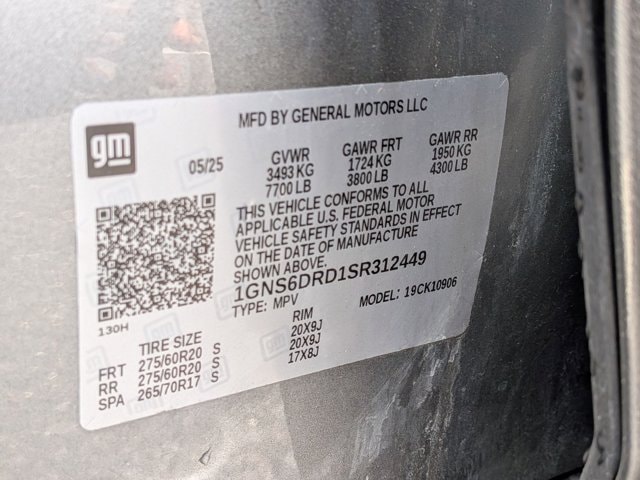 MFD BY GENERAL MOTORS LLC
gm
05/25
GVWR GAWR FRT GAWR RR
3493 KG 1724 KG 1950 KG
7700 LB 3800 LB 4300 LB
THIS VEHICLE CONFORMS TO ALL
APPLICABLE U.S. FEDERAL MOTOR
VEHICLE SAFETY STANDARDS IN EFFECT
ON THE DATE OF MANUFACTURE
SHOWN ABOVE.
1GNS6DRD1SR312449
TYPE: MPV MODEL: 19CK10906
130H
TIRE SIZE RIM
FRT 275/60R20 S 20X9J
RR 275/60R20 S 20X9J
SPA 265/70R17 S 17X8J